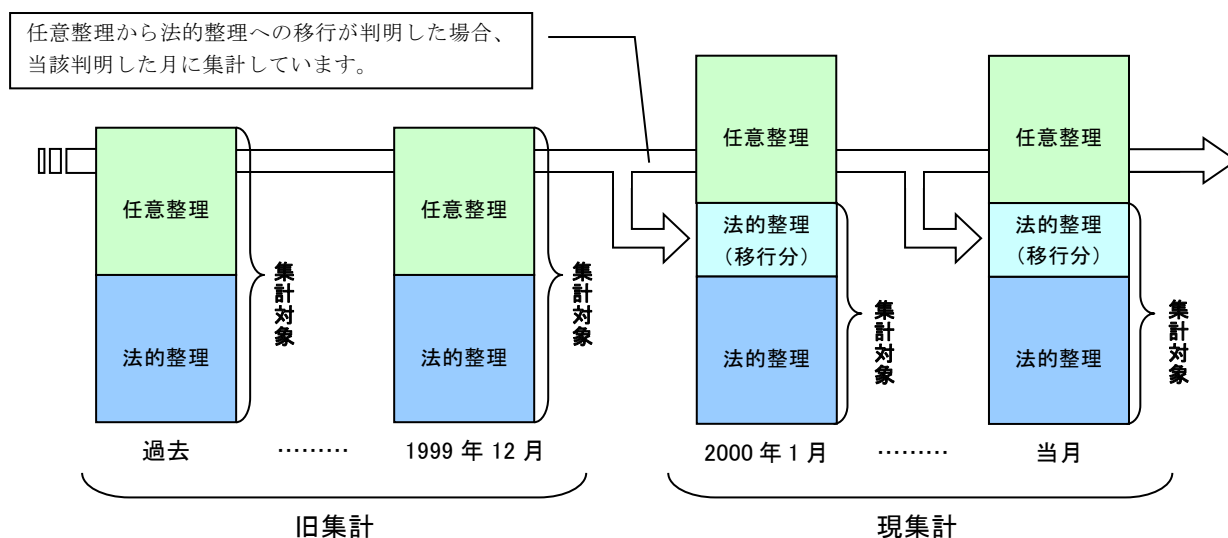 任意整理から法的整理への移行が判明した場合、
当該判明した月に集計しています。
任意整理
法的整理
集計対象
任意整理
法的整理
集計対象
任意整理
法的整理
（移行分）
法的整理
集計対象
任意整理
法的整理
（移行分）
法的整理
集計対象
過去 ……… 1999 年 12 月 2000 年 1 月 ……… 当月
旧集計 現集計